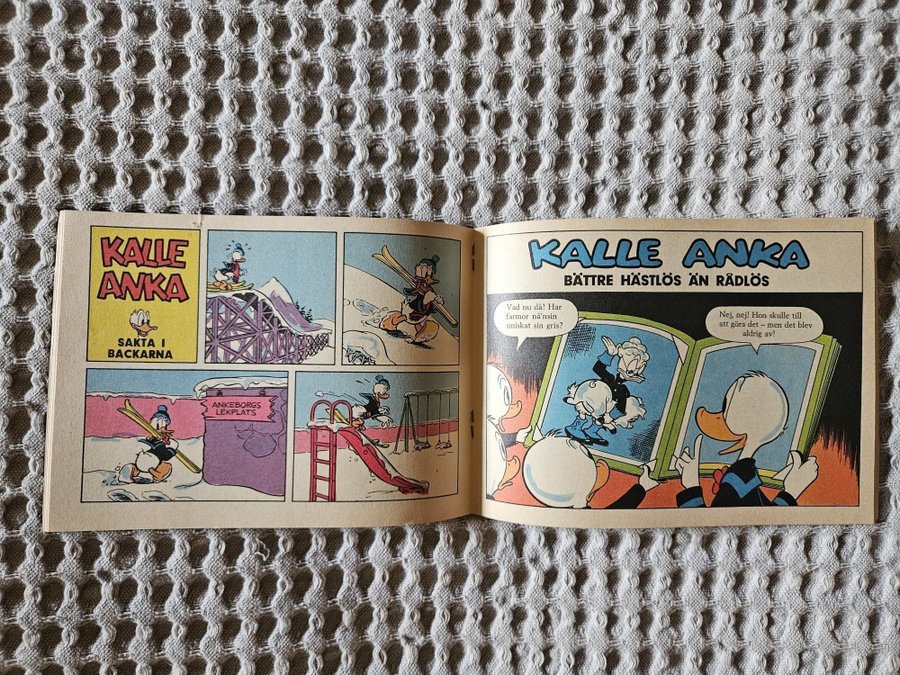 KALLE
ANKA
SAKTA I
BACKARNA
ANKEBORGS
LEKPLATS
KALLE ANKA
BÄTTRE HÄSTLÖS ÄN RÅDLÖS
Vad nu då! Har
farmor nå'nsin
smiskat sin gris?
Nej, nej! Hon skulle till
att göra det – men det blev
aldrig av!